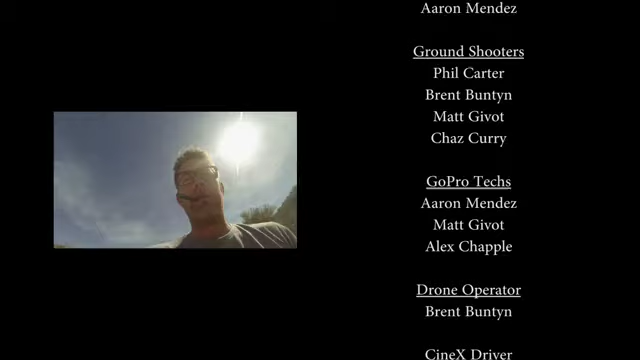 Aaron Mendez
Ground Shooters
Phil Carter
Brent Buntyn
Matt Givot
Chaz Curry
GoPro Techs
Aaron Mendez
Matt Givot
Alex Chapple
Drone Operator
Brent Buntyn
CineX Driver